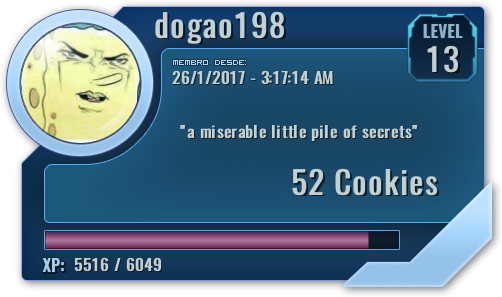 dogao198
LEVEL
13
MEMBRO DESDE:
26/1/2017 - 3:17:14 AM
"a miserable little pile of secrets"
52 Cookies
XP: 5516 / 6049